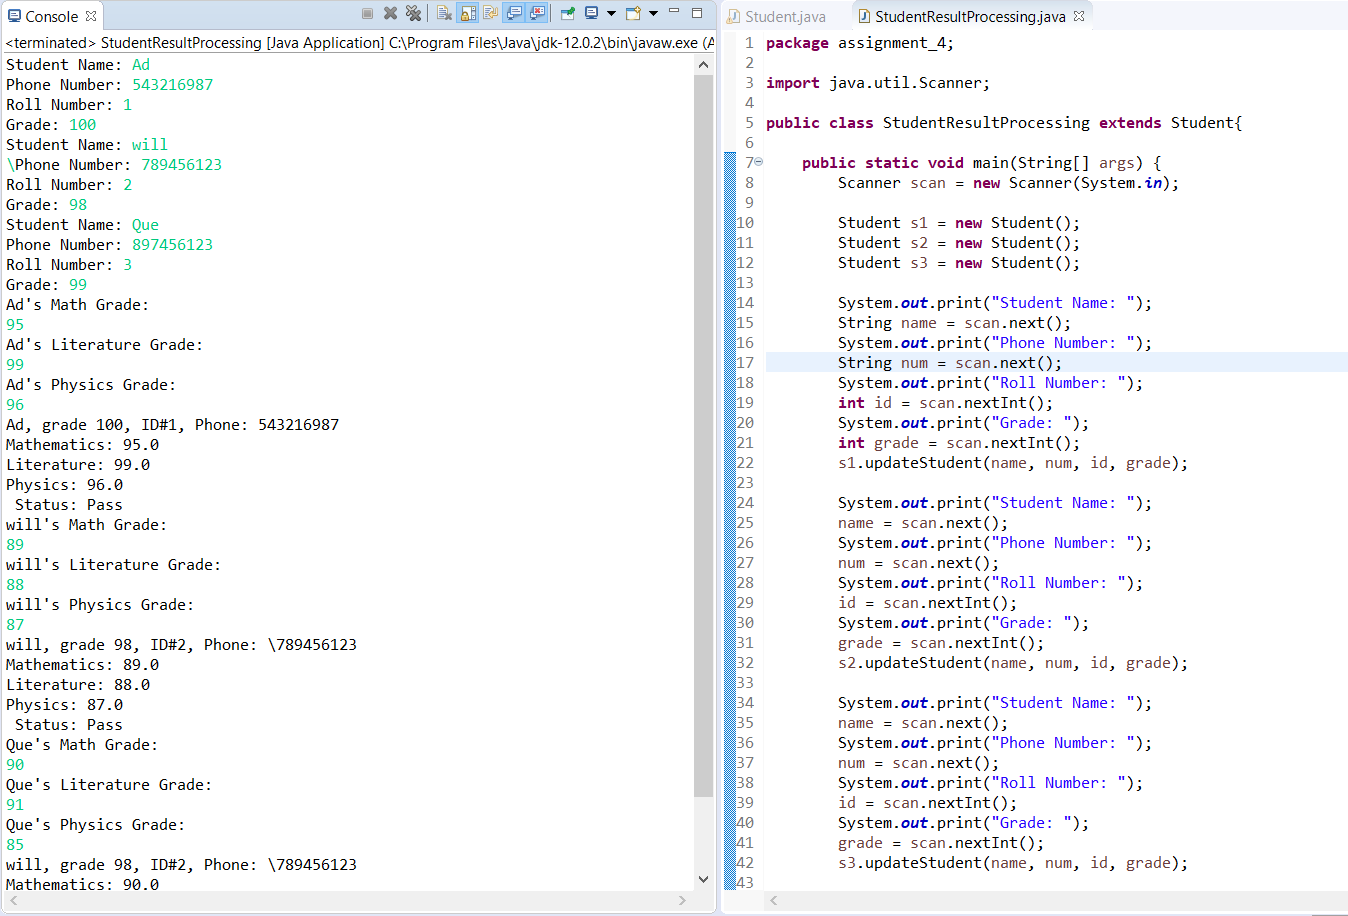 Console
<terminated> StudentResultProcessing [Java Application] C:\Program Files\Java\jdk-12.0.2\bin\javaw.exe (A
Student Name: Ad
Phone Number: 543216987
Roll Number: 1
Grade: 100
Student Name: will
\Phone Number: 789456123
Roll Number: 2
Grade: 98
Student Name: Que
Phone Number: 897456123
Roll Number: 3
Grade: 99
Ad's Math Grade:
95
Ad's Literature Grade:
99
Ad's Physics Grade:
96
Ad, grade 100, ID#1, Phone: 543216987
Mathematics: 95.0
Literature: 99.0
Physics: 96.0
 Status: Pass
will's Math Grade:
89
will's Literature Grade:
88
will's Physics Grade:
87
will, grade 98, ID#2, Phone: \789456123
Mathematics: 89.0
Literature: 88.0
Physics: 87.0
 Status: Pass
Que's Math Grade:
90
Que's Literature Grade:
91
Que's Physics Grade:
85
will, grade 98, ID#2, Phone: \789456123
Mathematics: 90.0
Student.java
StudentResultProcessing.java
1 package assignment_4;
2
3 import java.util.Scanner;
4
5 public class StudentResultProcessing extends Student{
6
7 public static void main(String[] args) {
8 Scanner scan = new Scanner(System.in);
9
10 Student s1 = new Student();
11 Student s2 = new Student();
12 Student s3 = new Student();
13
14 System.out.print("Student Name: ");
15 String name = scan.next();
16 System.out.print("Phone Number: ");
17 String num = scan.next();
18 System.out.print("Roll Number: ");
19 int id = scan.nextInt();
20 System.out.print("Grade: ");
21 int grade = scan.nextInt();
22 s1.updateStudent(name, num, id, grade);
23
24 System.out.print("Student Name: ");
25 name = scan.next();
26 System.out.print("Phone Number: ");
27 num = scan.next();
28 System.out.print("Roll Number: ");
29 id = scan.nextInt();
30 System.out.print("Grade: ");
31 grade = scan.nextInt();
32 s2.updateStudent(name, num, id, grade);
33
34 System.out.print("Student Name: ");
35 name = scan.next();
36 System.out.print("Phone Number: ");
37 num = scan.next();
38 System.out.print("Roll Number: ");
39 id = scan.nextInt();
40 System.out.print("Grade: ");
41 grade = scan.nextInt();
42 s3.updateStudent(name, num, id, grade);
43